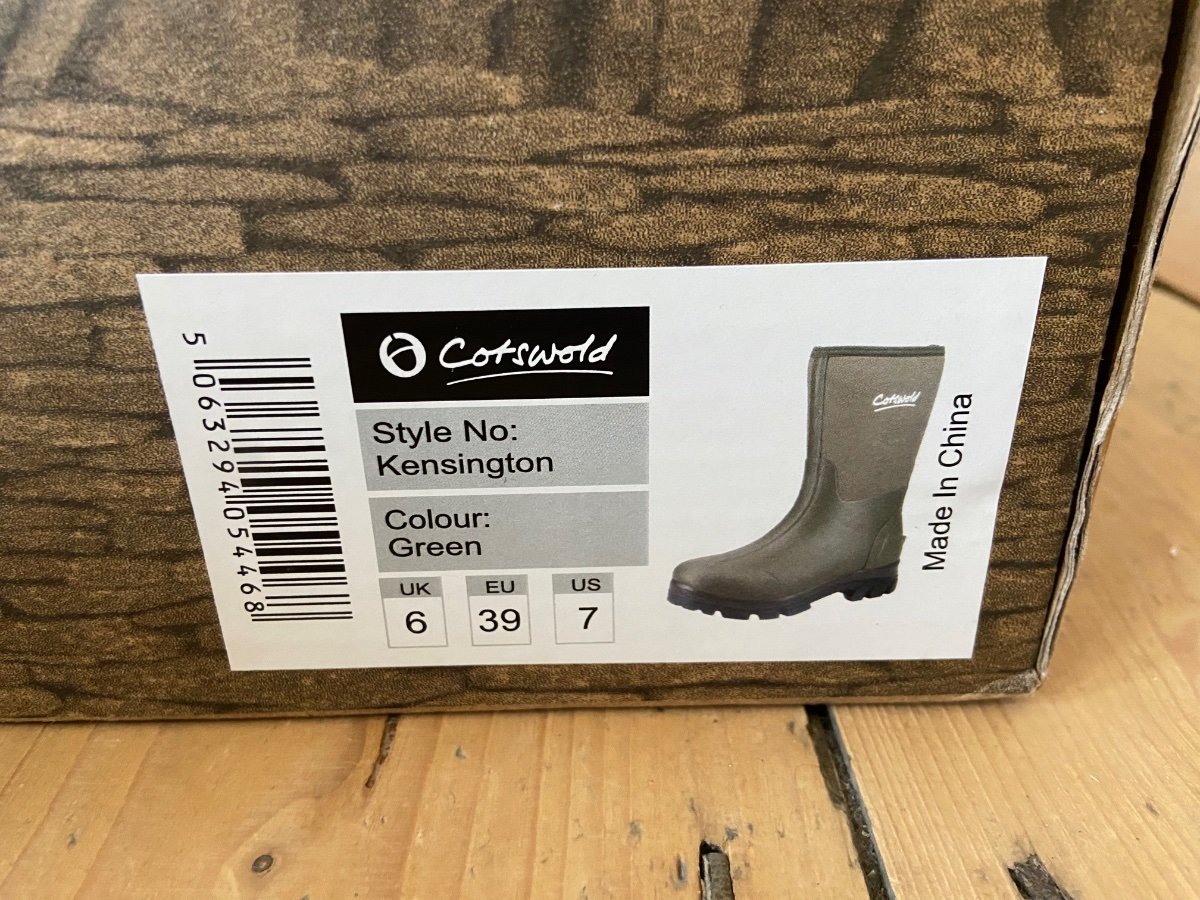 5 063294 054468
Cotswold
Style No:
Kensington
Colour:
Green
UK EU US
6 39 7
Cotswold
Made In China